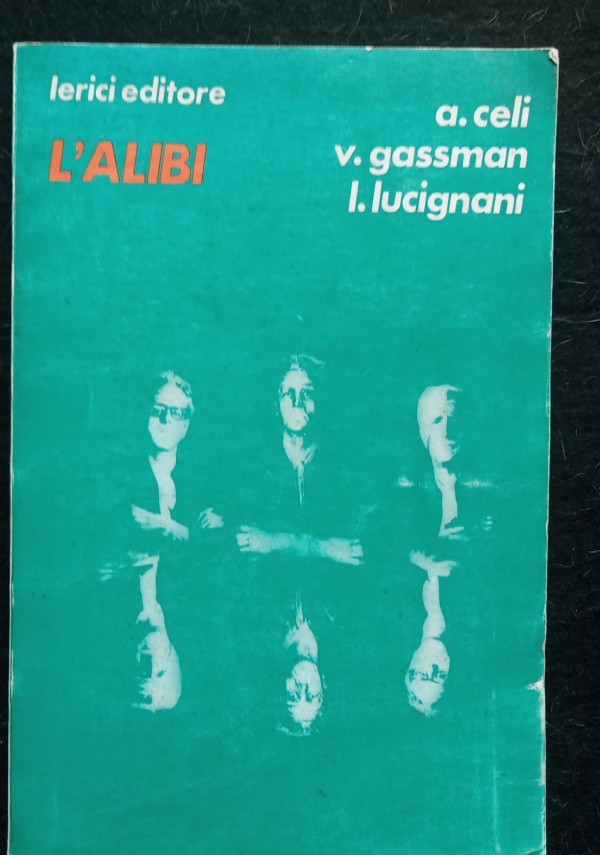 lerici editore
L'ALIBI
a. celi
v. gassman
l. lucignani